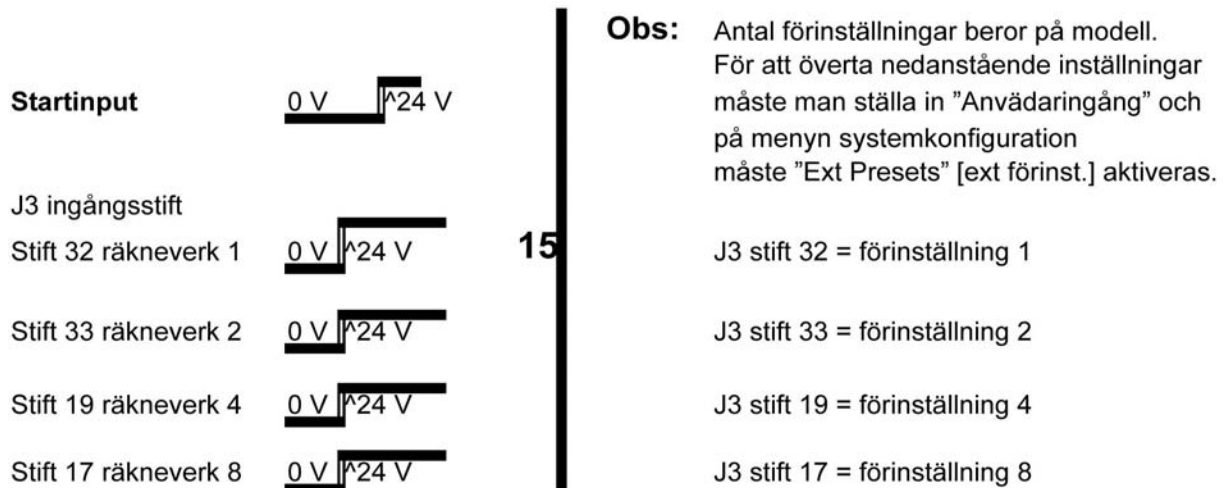 Obs: Antal förinställningar beror på modell.
För att överta nedanstående inställningar
måste man ställa in ”Anvädaringång” och
på menyn systemkonfiguration
måste ”Ext Presets” [ext förinst.] aktiveras.
Startinput 0 V ^24 V
J3 ingångsstift
Stift 32 räkneverk 1 0 V ^24 V 15 J3 stift 32 = förinställning 1
Stift 33 räkneverk 2 0 V ^24 V J3 stift 33 = förinställning 2
Stift 19 räkneverk 4 0 V ^24 V J3 stift 19 = förinställning 4
Stift 17 räkneverk 8 0 V ^24 V J3 stift 17 = förinställning 8